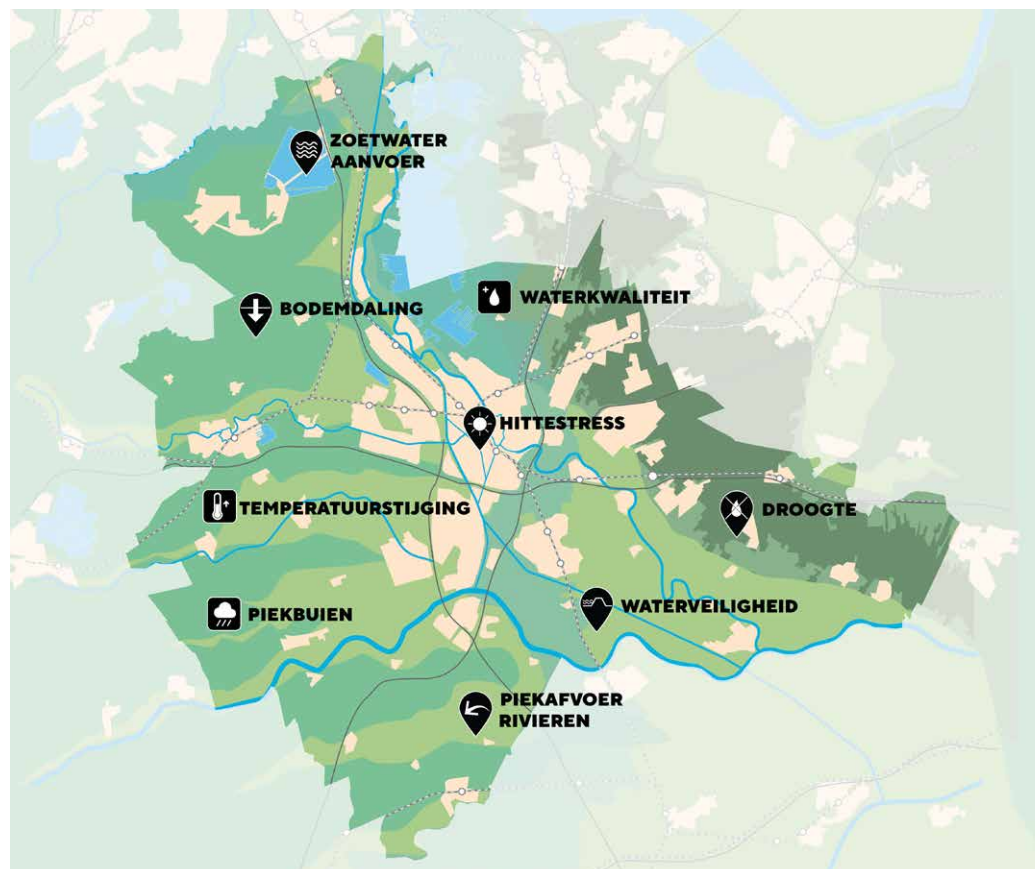 ZOETWATER
AANVOER
BODEMDALING
WATERKWALITEIT
HITTESTRESS
TEMPERATUURSTIJGING
DROOGTE
PIEKBUIEN
WATERVEILIGHEID
PIEKAFVOER
RIVIEREN